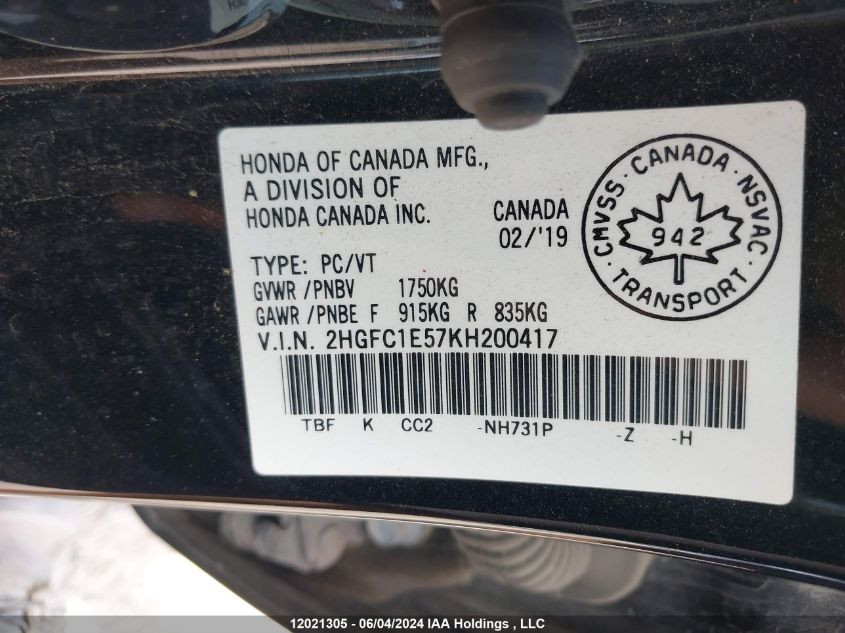 HONDA OF CANADA MFG.,
A DIVISION OF
HONDA CANADA INC. CANADA
02/'19
TYPE: PC/VT
GVWR /PNBV 1750KG
GAWR /PNBE F 915KG R 835KG
V.I.N. 2HGFC1E57KH200417
TBF K CC2 -NH731P -Z -H
CMVSS · CANADA · NSVAC
942
· TRANSPORT ·
12021305 - 06/04/2024 IAA Holdings , LLC